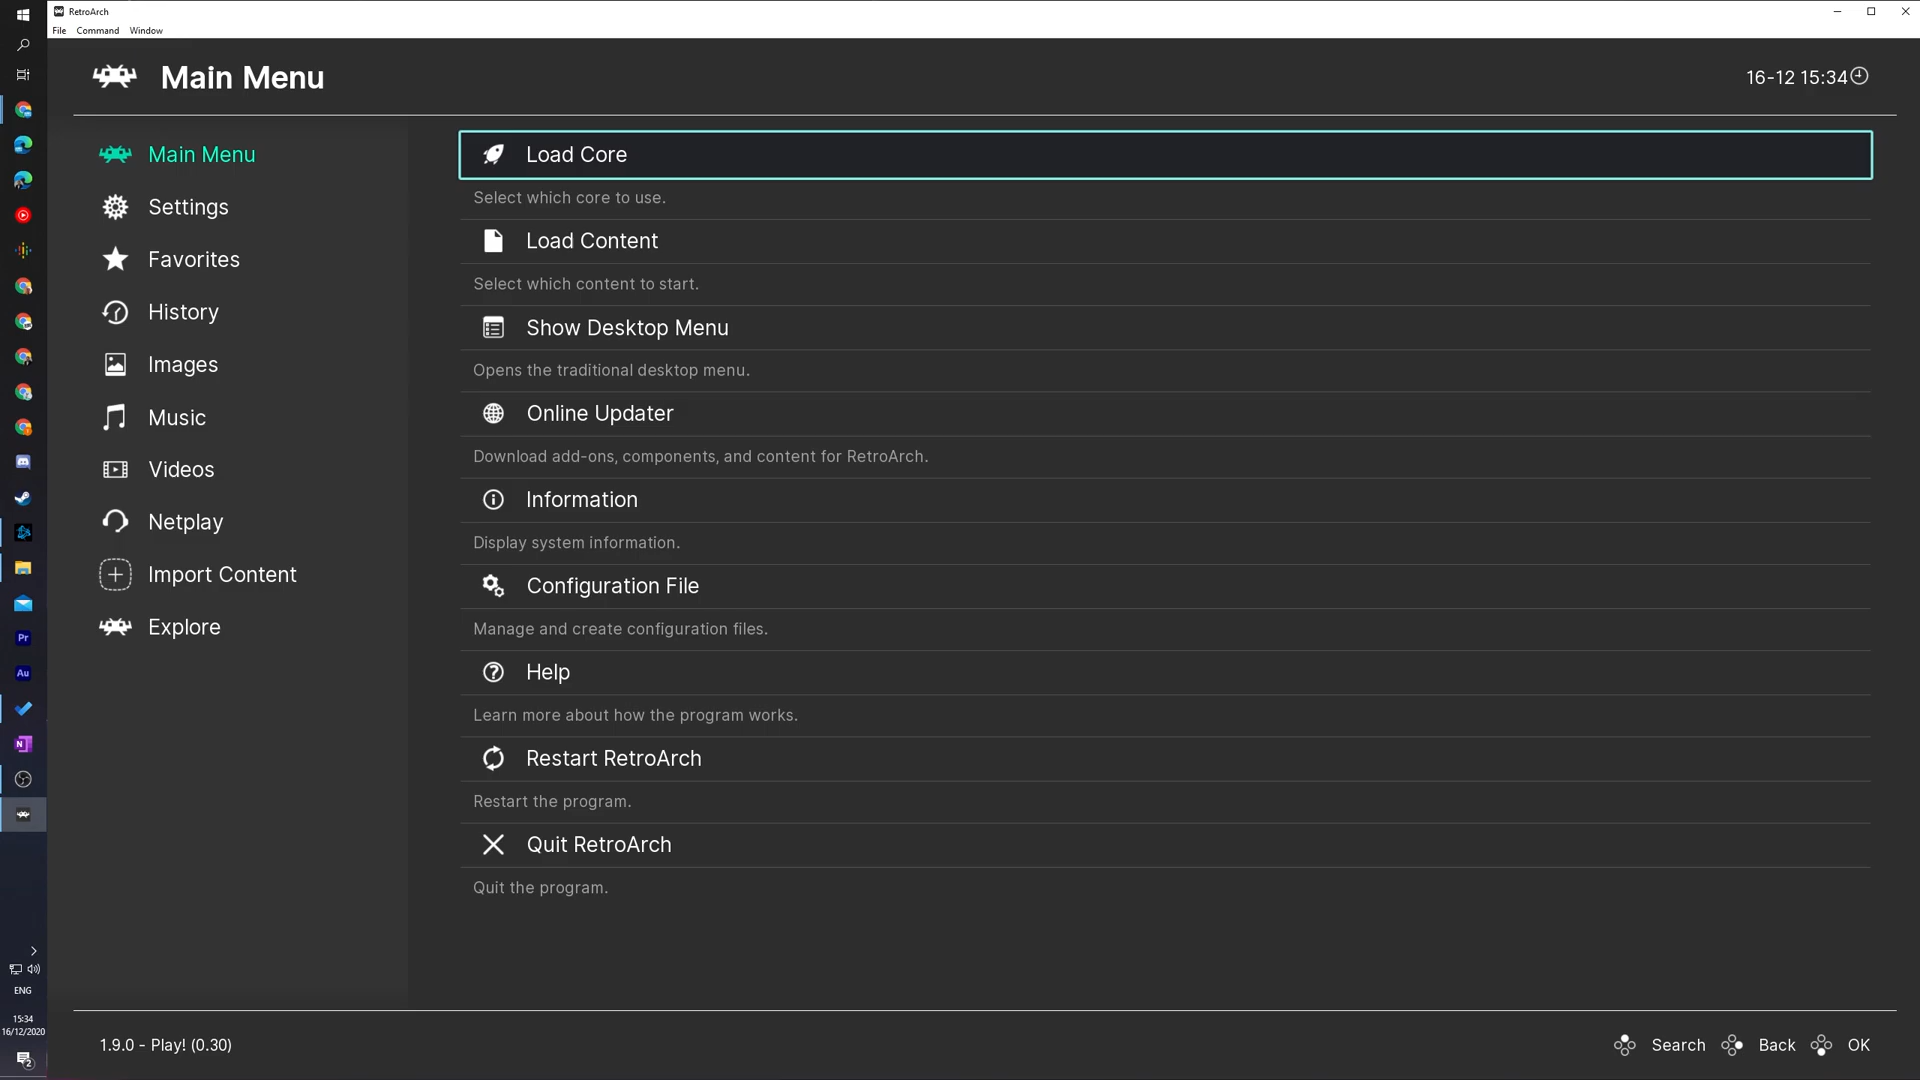 RetroArch
File Command Window
Main Menu
16-12 15:34
Main Menu
Settings
Favorites
History
Images
Music
Videos
Netplay
Import Content
Explore
Load Core
Select which core to use.
Load Content
Select which content to start.
Show Desktop Menu
Opens the traditional desktop menu.
Online Updater
Download add-ons, components, and content for RetroArch.
Information
Display system information.
Configuration File
Manage and create configuration files.
Help
Learn more about how the program works.
Restart RetroArch
Restart the program.
Quit RetroArch
Quit the program.
Pr
Au
N
ENG
15:34
16/12/2020
2
1.9.0 - Play! (0.30)
Search Back OK